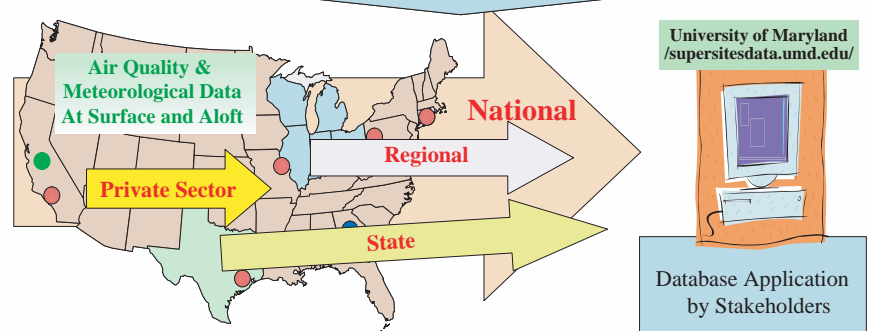 Air Quality &
Meteorological Data
At Surface and Aloft
National
Regional
Private Sector
State
University of Maryland
/supersitesdata.umd.edu/
Database Application
by Stakeholders